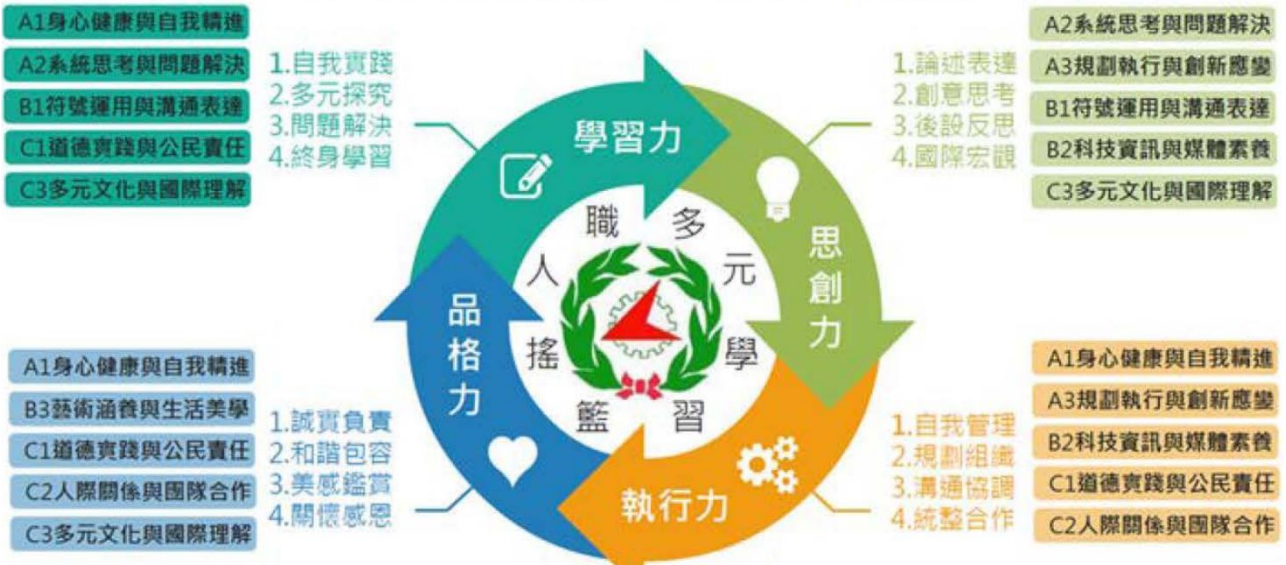 A1身心健康與自我精進
A2系統思考與問題解決
B1符號運用與溝通表達
C1道德實踐與公民責任
C3多元文化與國際理解
1.自我實踐
2.多元探究
3.問題解決
4.終身學習
學習力
1.論述表達
2.創意思考
3.後設反思
4.國際宏觀
A2系統思考與問題解決
A3規劃執行與創新應變
B1符號運用與溝通表達
B2科技資訊與媒體素養
C3多元文化與國際理解
思創力
職人搖籃
多元學習
品格力
A1身心健康與自我精進
B3藝術涵養與生活美學
C1道德實踐與公民責任
C2人際關係與團隊合作
C3多元文化與國際理解
1.誠實負責
2.和諧包容
3.美感鑑賞
4.關懷感恩
執行力
1.自我管理
2.規劃組織
3.溝通協調
4.統整合作
A1身心健康與自我精進
A3規劃執行與創新應變
B2科技資訊與媒體素養
C1道德實踐與公民責任
C2人際關係與團隊合作